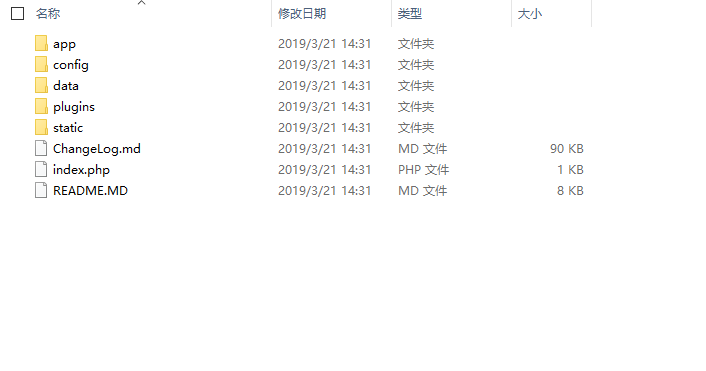 名称 修改日期 类型 大小
app 2019/3/21 14:31 文件夹
config 2019/3/21 14:31 文件夹
data 2019/3/21 14:31 文件夹
plugins 2019/3/21 14:31 文件夹
static 2019/3/21 14:31 文件夹
ChangeLog.md 2019/3/21 14:31 MD 文件 90 KB
index.php 2019/3/21 14:31 PHP 文件 1 KB
README.MD 2019/3/21 14:31 MD 文件 8 KB